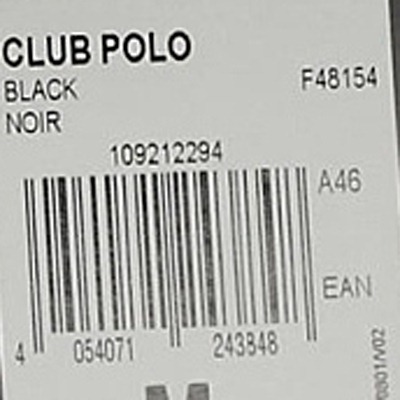 CLUB POLO
BLACK
F48154
NOIR
109212294
A46
EAN
4 054071 243848
M